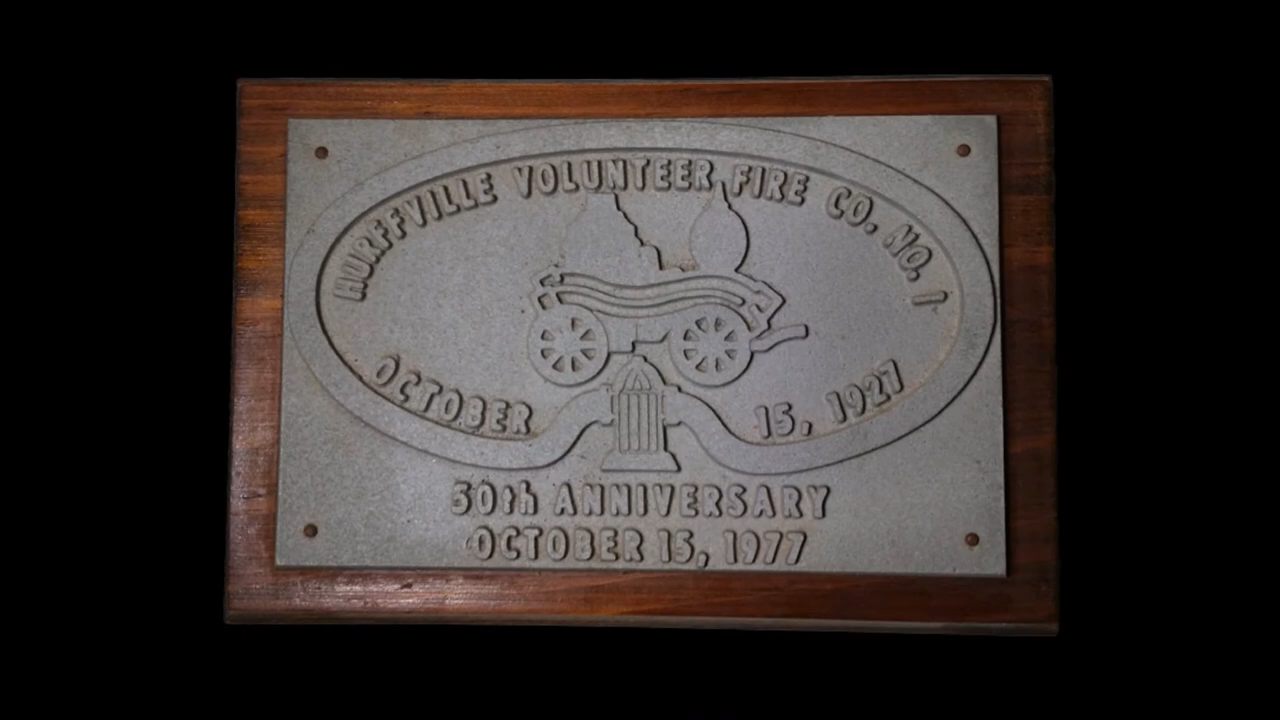 HURFFVILLE VOLUNTEER FIRE CO. NO. 1
OCTOBER 15, 1927
50th ANNIVERSARY
OCTOBER 15, 1977